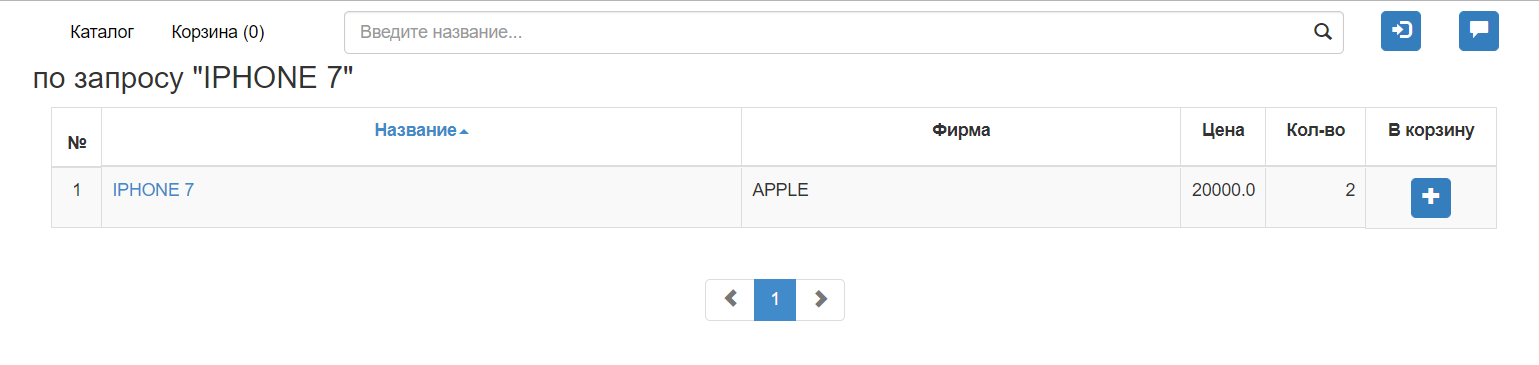 Каталог Корзина (0) Введите название...
по запросу "IPHONE 7"
№ Название Фирма Цена Кол-во В корзину
1 IPHONE 7 APPLE 20000.0 2
1